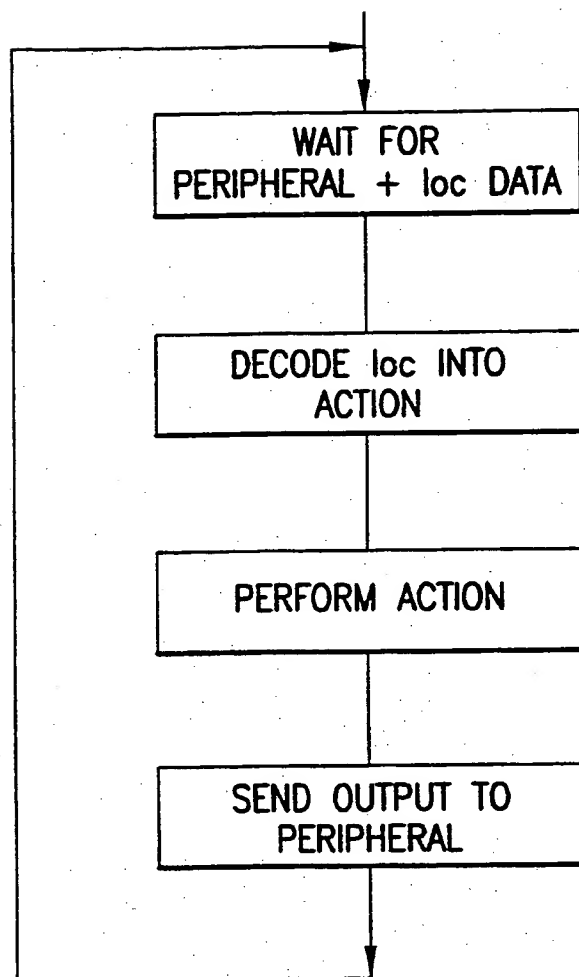 WAIT FOR
PERIPHERAL + loc DATA
DECODE loc INTO
ACTION
PERFORM ACTION
SEND OUTPUT TO
PERIPHERAL